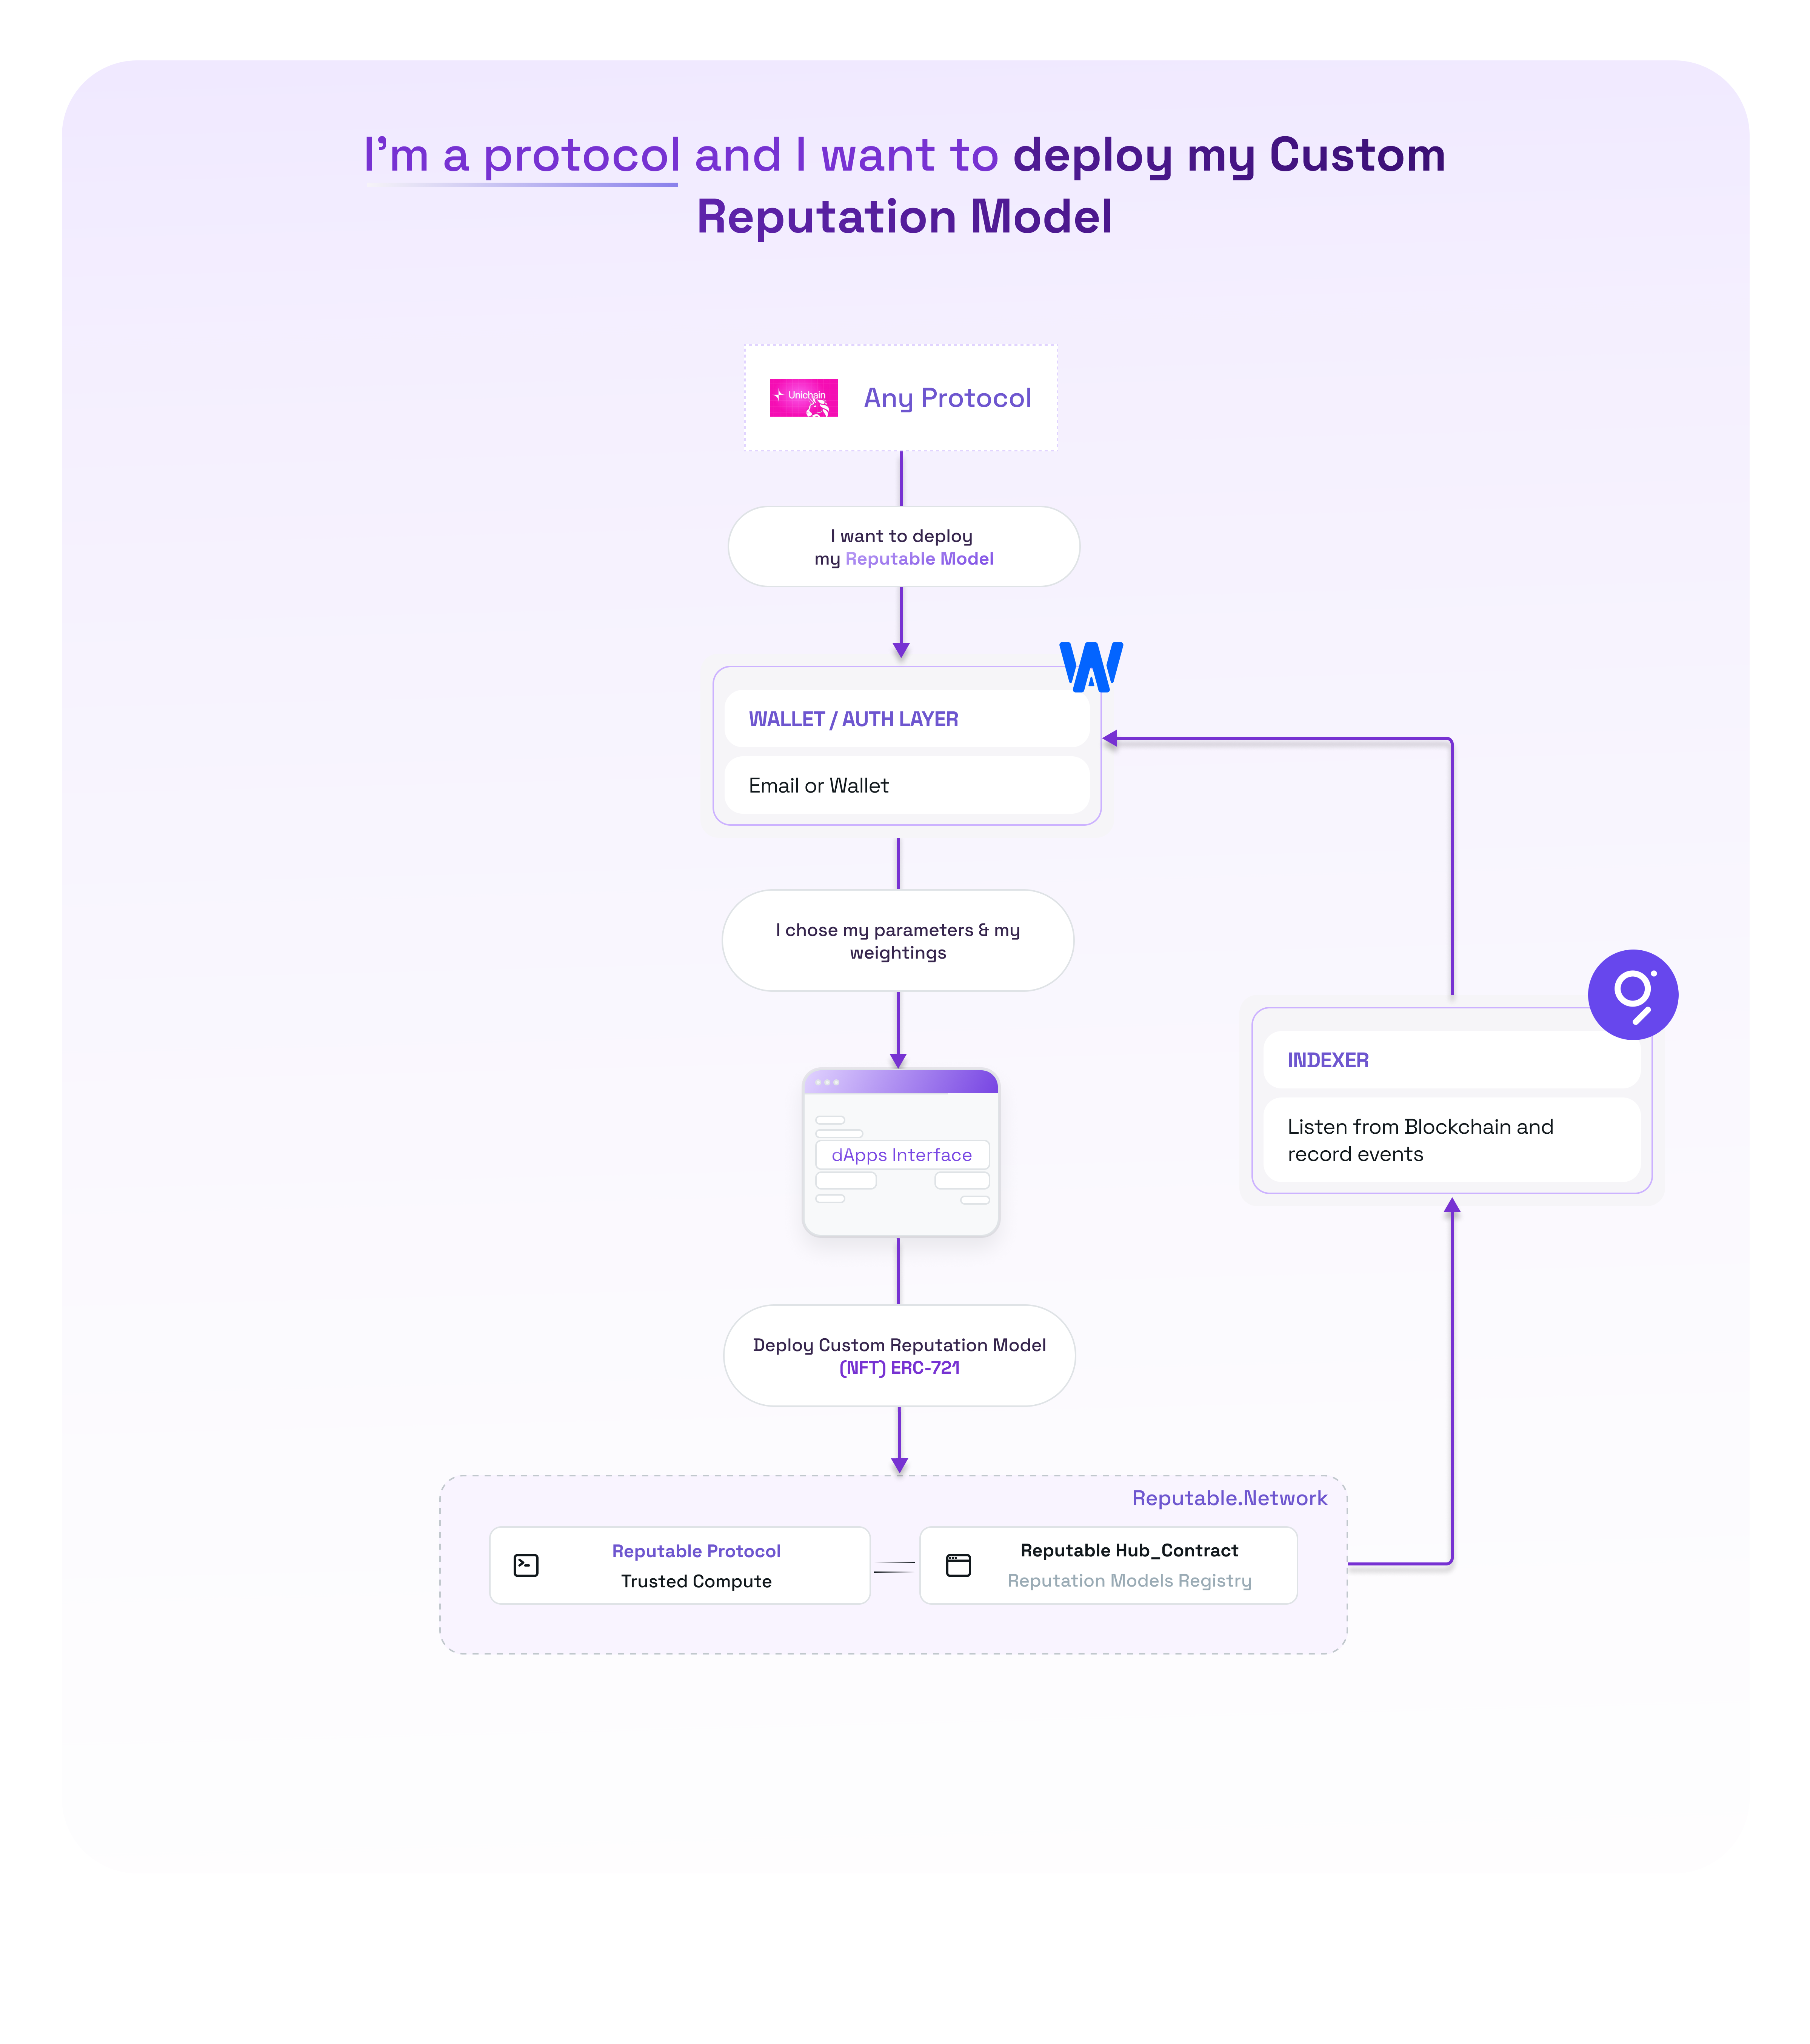 I'm a protocol and I want to deploy my Custom
Reputation Model
Unichain
Any Protocol
I want to deploy
my Reputable Model
WALLET / AUTH LAYER
Email or Wallet
I chose my parameters & my
weightings
INDEXER
Listen from Blockchain and
record events
dApps Interface
Deploy Custom Reputation Model
(NFT) ERC-721
Reputable.Network
Reputable Protocol
Trusted Compute
Reputable Hub_Contract
Reputation Models Registry